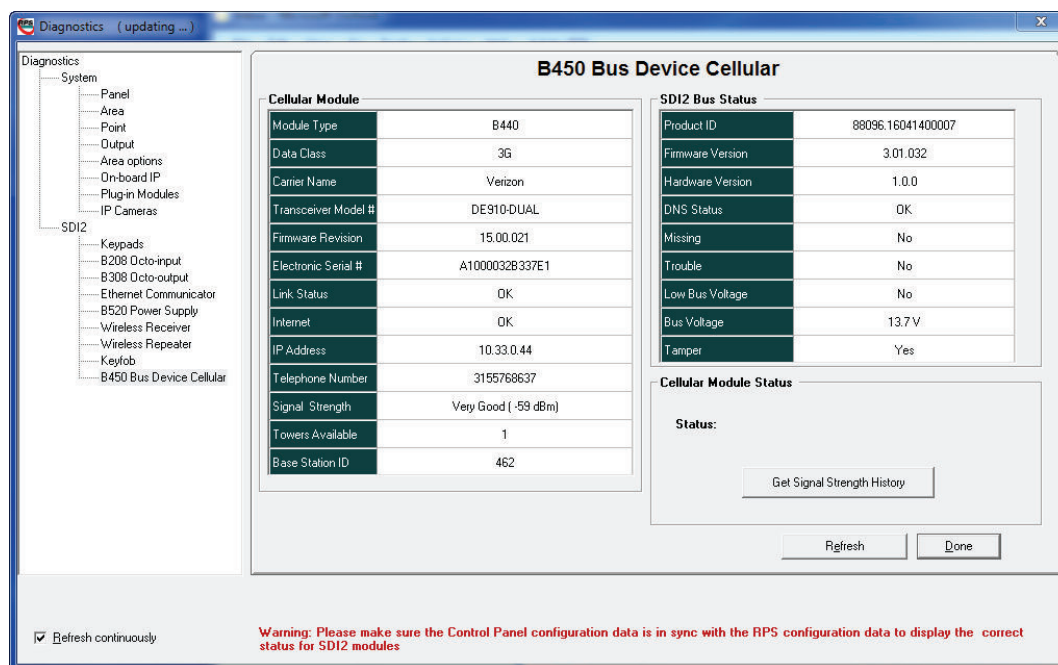 RPS Diagnostics ( updating ... )
X
Diagnostics
System
Panel
Area
Point
Output
Area options
On-board IP
Plug-in Modules
IP Cameras
SDI2
Keypads
B208 Octo-input
B308 Octo-output
Ethernet Communicator
B520 Power Supply
Wireless Receiver
Wireless Repeater
Keyfob
B450 Bus Device Cellular
B450 Bus Device Cellular
Cellular Module
Module Type B440
Data Class 3G
Carrier Name Verizon
Transceiver Model # DE910-DUAL
Firmware Revision 15.00.021
Electronic Serial # A1000032B337E1
Link Status OK
Internet OK
IP Address 10.33.0.44
Telephone Number 3155768637
Signal Strength Very Good ( -59 dBm)
Towers Available 1
Base Station ID 462
SDI2 Bus Status
Product ID 88096.16041400007
Firmware Version 3.01.032
Hardware Version 1.0.0
DNS Status OK
Missing No
Trouble No
Low Bus Voltage No
Bus Voltage 13.7 V
Tamper Yes
Cellular Module Status
Status:
Get Signal Strength History
Refresh Done
Refresh continuously
Warning: Please make sure the Control Panel configuration data is in sync with the RPS configuration data to display the correct
status for SDI2 modules